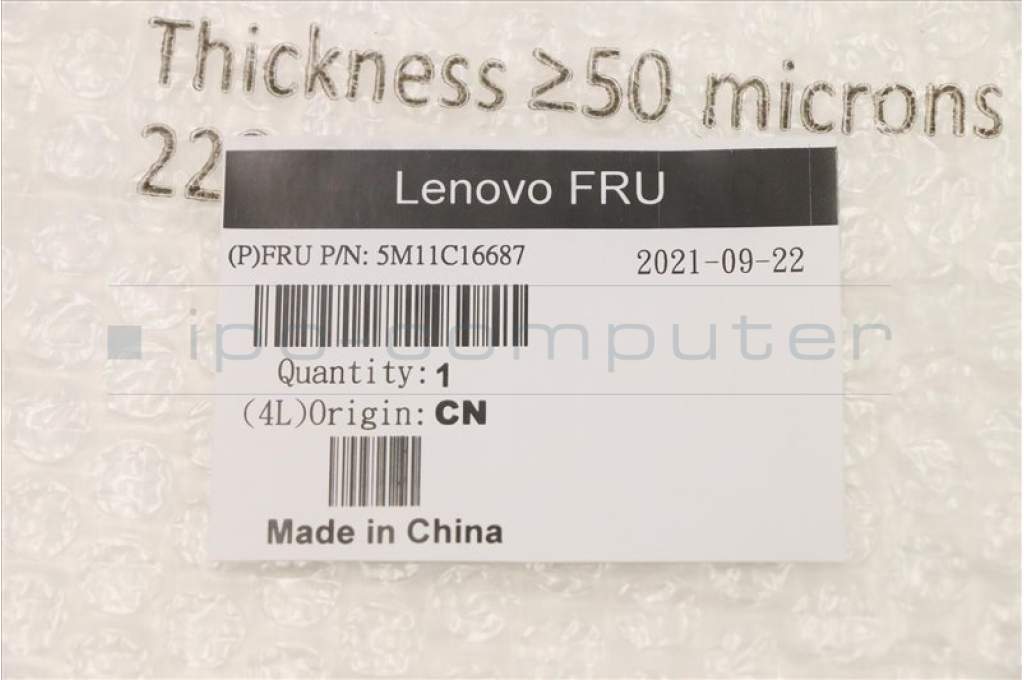 Thickness ≥50 microns
22
Lenovo FRU
(P)FRU P/N: 5M11C16687
2021-09-22
ipc-computer
Quantity: 1
(4L)Origin: CN
Made in China